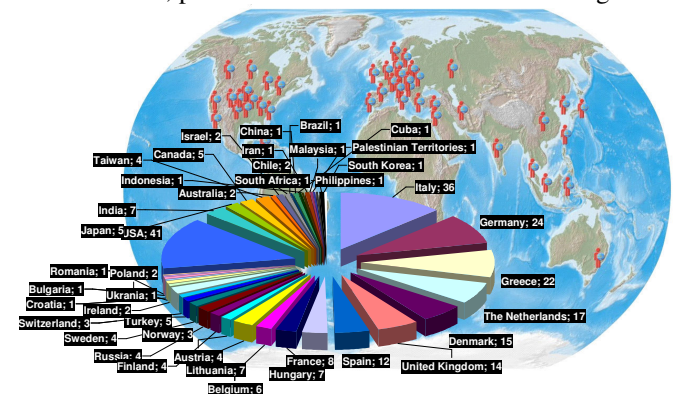 Brazil; 1
China; 1
Cuba; 1
Israel; 2
Iran; 1
Malaysia; 1
Palestinian Territories; 1
Canada; 5
Taiwan; 4
Chile; 2
South Korea; 1
Indonesia; 1
South Africa; 1
Philippines; 1
Italy; 36
Australia; 2
India; 7
Germany; 24
Japan; 5
USA; 41
Romania; 1
Poland; 2
Greece; 22
Bulgaria; 1
Ukrania; 1
Croatia; 1
Ireland; 2
The Netherlands; 17
Switzerland; 3
Turkey; 5
Sweden; 4
Norway; 3
Denmark; 15
Russia; 4
Austria; 4
France; 8
Spain; 12
United Kingdom; 14
Finland; 4
Lithuania; 7
Hungary; 7
Belgium; 6